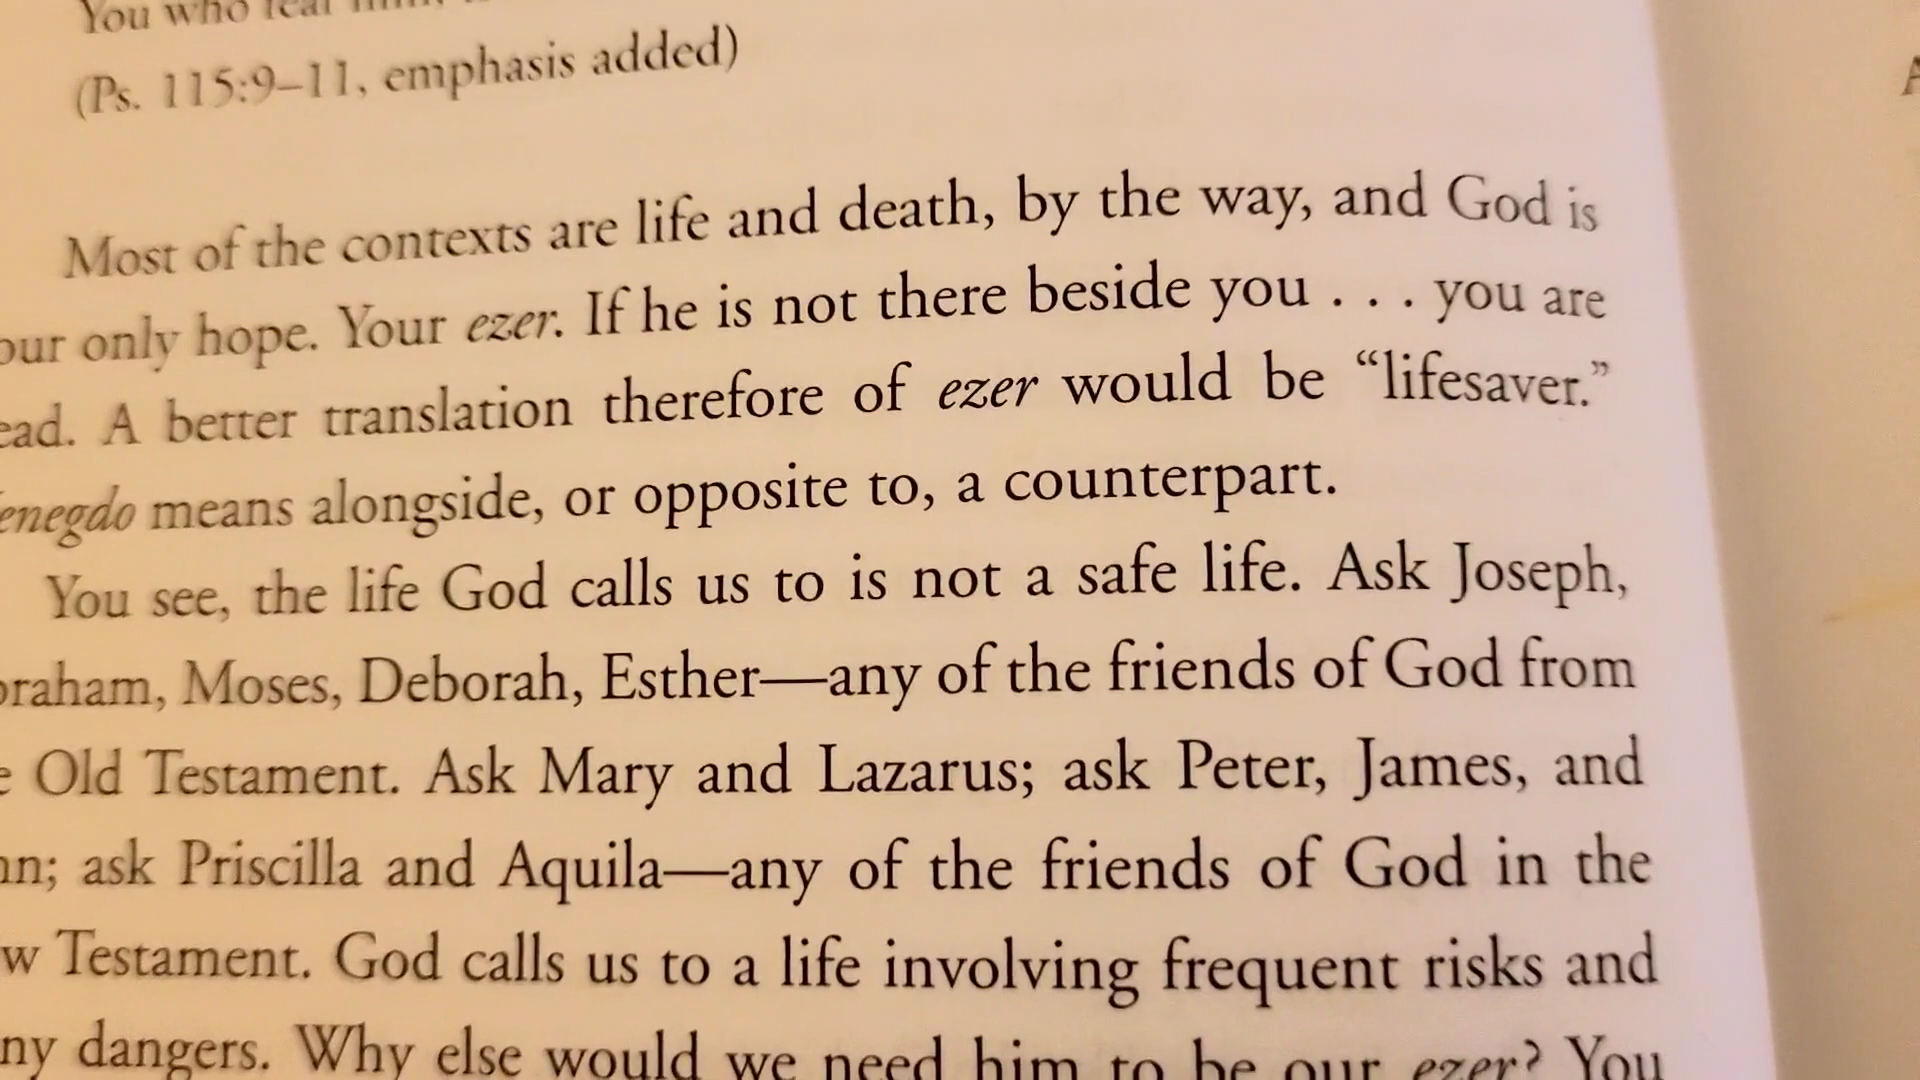 You who fear him,
(Ps. 115:9–11, emphasis added)
Most of the contexts are life and death, by the way, and God is
our only hope. Your ezer. If he is not there beside you . . . you are
ead. A better translation therefore of ezer would be “lifesaver.”
enegdo means alongside, or opposite to, a counterpart.
You see, the life God calls us to is not a safe life. Ask Joseph,
braham, Moses, Deborah, Esther—any of the friends of God from
e Old Testament. Ask Mary and Lazarus; ask Peter, James, and
hn; ask Priscilla and Aquila—any of the friends of God in the
w Testament. God calls us to a life involving frequent risks and
ny dangers. Why else would we need him to be our ezer? You